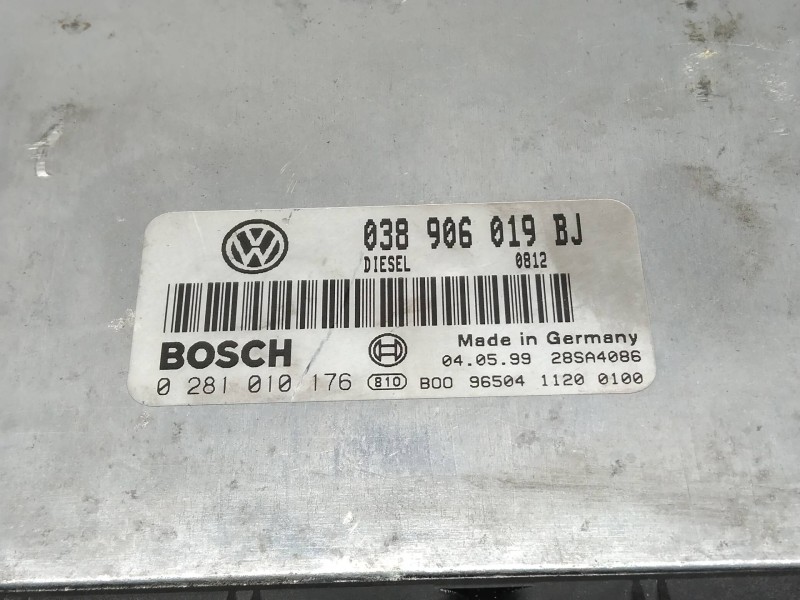 038 906 019 BJ
DIESEL 0812
BOSCH Made in Germany
04.05.99 28SA4086
0 281 010 176 810 B00 96504 1120 0100